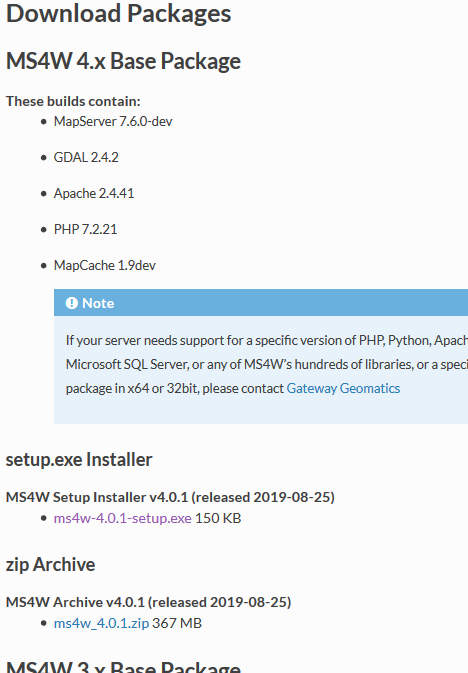 Download Packages
MS4W 4.x Base Package
These builds contain:
• MapServer 7.6.0-dev
• GDAL 2.4.2
• Apache 2.4.41
• PHP 7.2.21
• MapCache 1.9dev
Note
If your server needs support for a specific version of PHP, Python, Apach
Microsoft SQL Server, or any of MS4W's hundreds of libraries, or a speci
package in x64 or 32bit, please contact Gateway Geomatics
setup.exe Installer
MS4W Setup Installer v4.0.1 (released 2019-08-25)
• ms4w-4.0.1-setup.exe 150 KB
zip Archive
MS4W Archive v4.0.1 (released 2019-08-25)
• ms4w_4.0.1.zip 367 MB
MS4W 3.x Base Package